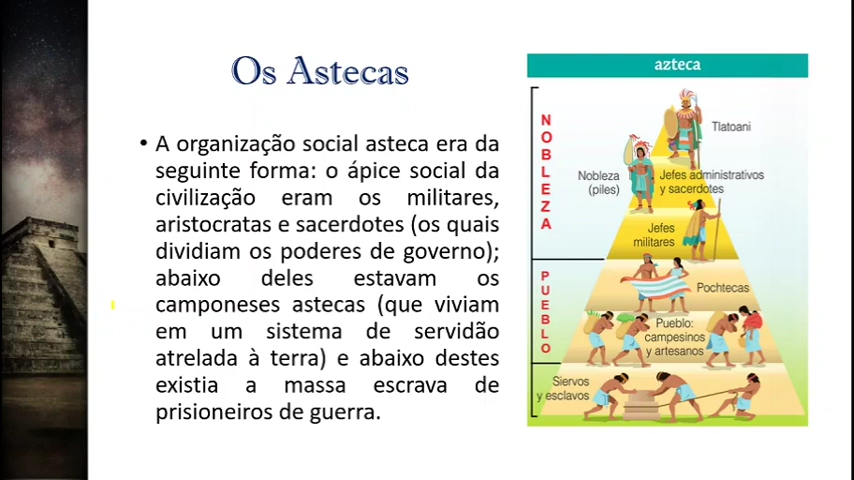 Os Astecas
• A organização social asteca era da
seguinte forma: o ápice social da
civilização eram os militares,
aristocratas e sacerdotes (os quais
dividiam os poderes de governo);
abaixo deles estavam os
camponeses astecas (que viviam
em um sistema de servidão
atrelada à terra) e abaixo destes
existia a massa escrava de
prisioneiros de guerra.
azteca
NOBLEZA
Tlatoani
Nobleza
(piles)
Jefes administrativos
y sacerdotes
Jefes
militares
PUEBLO
Pochtecas
Pueblo:
campesinos
y artesanos
Siervos
y esclavos